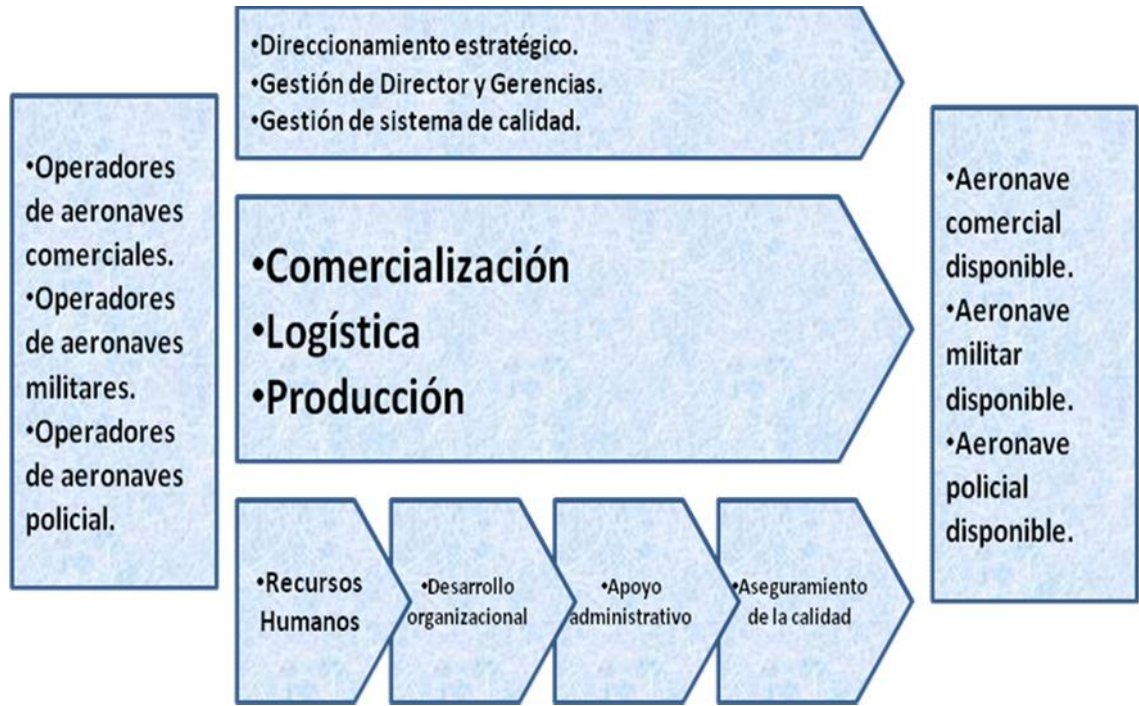 •Direccionamiento estratégico.
•Gestión de Director y Gerencias.
•Gestión de sistema de calidad.
•Operadores
de aeronaves
comerciales.
•Operadores
de aeronaves
militares.
•Operadores
de aeronaves
policial.
•Comercialización
•Logística
•Producción
•Aeronave
comercial
disponible.
•Aeronave
militar
disponible.
•Aeronave
policial
disponible.
•Recursos
Humanos
•Desarrollo
organizacional
•Apoyo
administrativo
•Aseguramiento
de la calidad